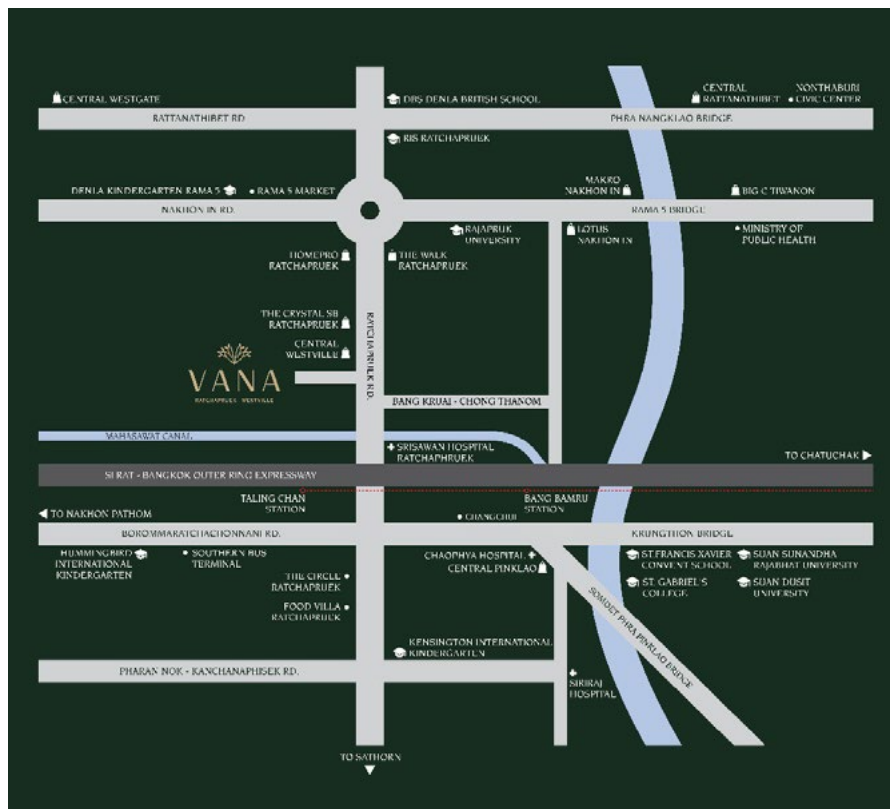 CENTRAL WESTGATE
DBS DENLA BRITISH SCHOOL
CENTRAL
RATTANATHIBET
NONTHABURI
CIVIC CENTER
RATTANATHIBET RD
PHRA NANGKLAO BRIDGE
RIS RATCHAPRUEK
DENLA KINDERGARTEN RAMA 5
RAMA 5 MARKET
MAKRO
NAKHON IN
BIG C TIWANON
NAKHON IN RD.
RAMA 5 BRIDGE
RAJAPRUK
UNIVERSITY
LOTUS
NAKHON IN
MINISTRY OF
PUBLIC HEALTH
HOMEPRO
RATCHAPRUEK
THE WALK
RATCHAPRUEK
THE CRYSTAL SB
RATCHAPRUEK
RATCHAPRUEK RD.
CENTRAL
WESTVILLE
VANA
RATCHAPRUEK - WESTVILLE
BANG KRUAI - CHONG THANOM
MAHASAWAT CANAL
SRISAWAN HOSPITAL
RATCHAPHRUEK
TO CHATUCHAK
SI RAT - BANGKOK OUTER RING EXPRESSWAY
TALING CHAN
STATION
BANG BAMRU
STATION
TO NAKHON PATHOM
CHANGCHUI
BOROMMARATCHACHONNANI RD.
KRUNGTHON BRIDGE
HUMMINGBIRD
INTERNATIONAL
KINDERGARTEN
SOUTHERN BUS
TERMINAL
CHAOPHYA HOSPITAL
CENTRAL PINKLAO
ST.FRANCIS XAVIER
CONVENT SCHOOL
SUAN SUNANDHA
RAJABHAT UNIVERSITY
THE CIRCLE
RATCHAPRUEK
ST. GABRIEL'S
COLLEGE
SUAN DUSIT
UNIVERSITY
FOOD VILLA
RATCHAPRUEK
SOMDET PHRA PINKLAO BRIDGE
KENSINGTON INTERNATIONAL
KINDERGARTEN
PHARAN NOK - KANCHANAPHISEK RD.
SIRIRAJ
HOSPITAL
TO SATHORN